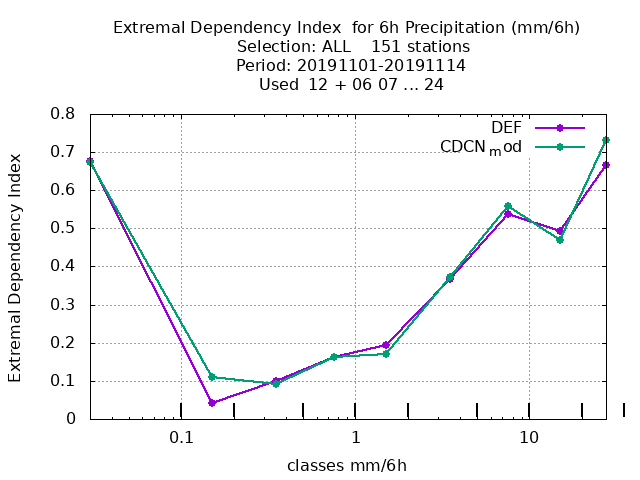 Extremal Dependency Index  for 6h Precipitation (mm/6h)
Selection: ALL    151 stations
Period: 20191101-20191114
Used  12 + 06 07 ... 24
DEF
CDCNmod
0.8
0.7
0.6
0.5
0.4
0.3
0.2
0.1
0
Extremal Dependency Index
0.1
1
10
classes mm/6h